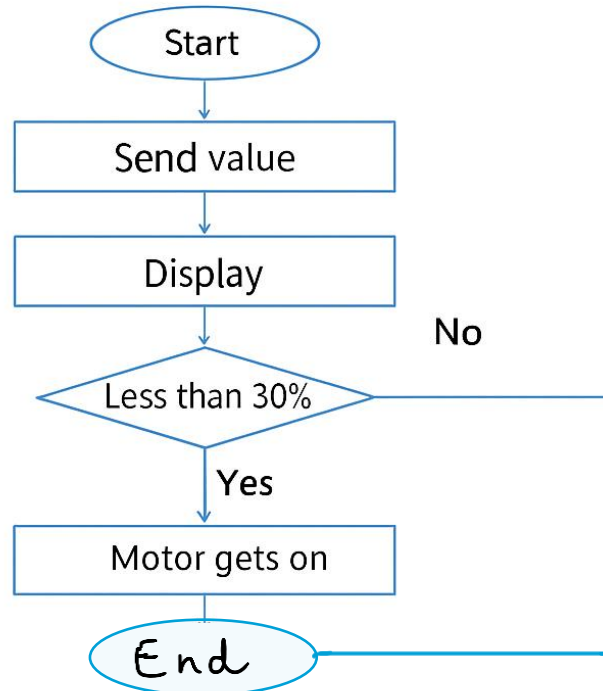 Start
Send value
Display
No
Less than 30%
Yes
Motor gets on
End